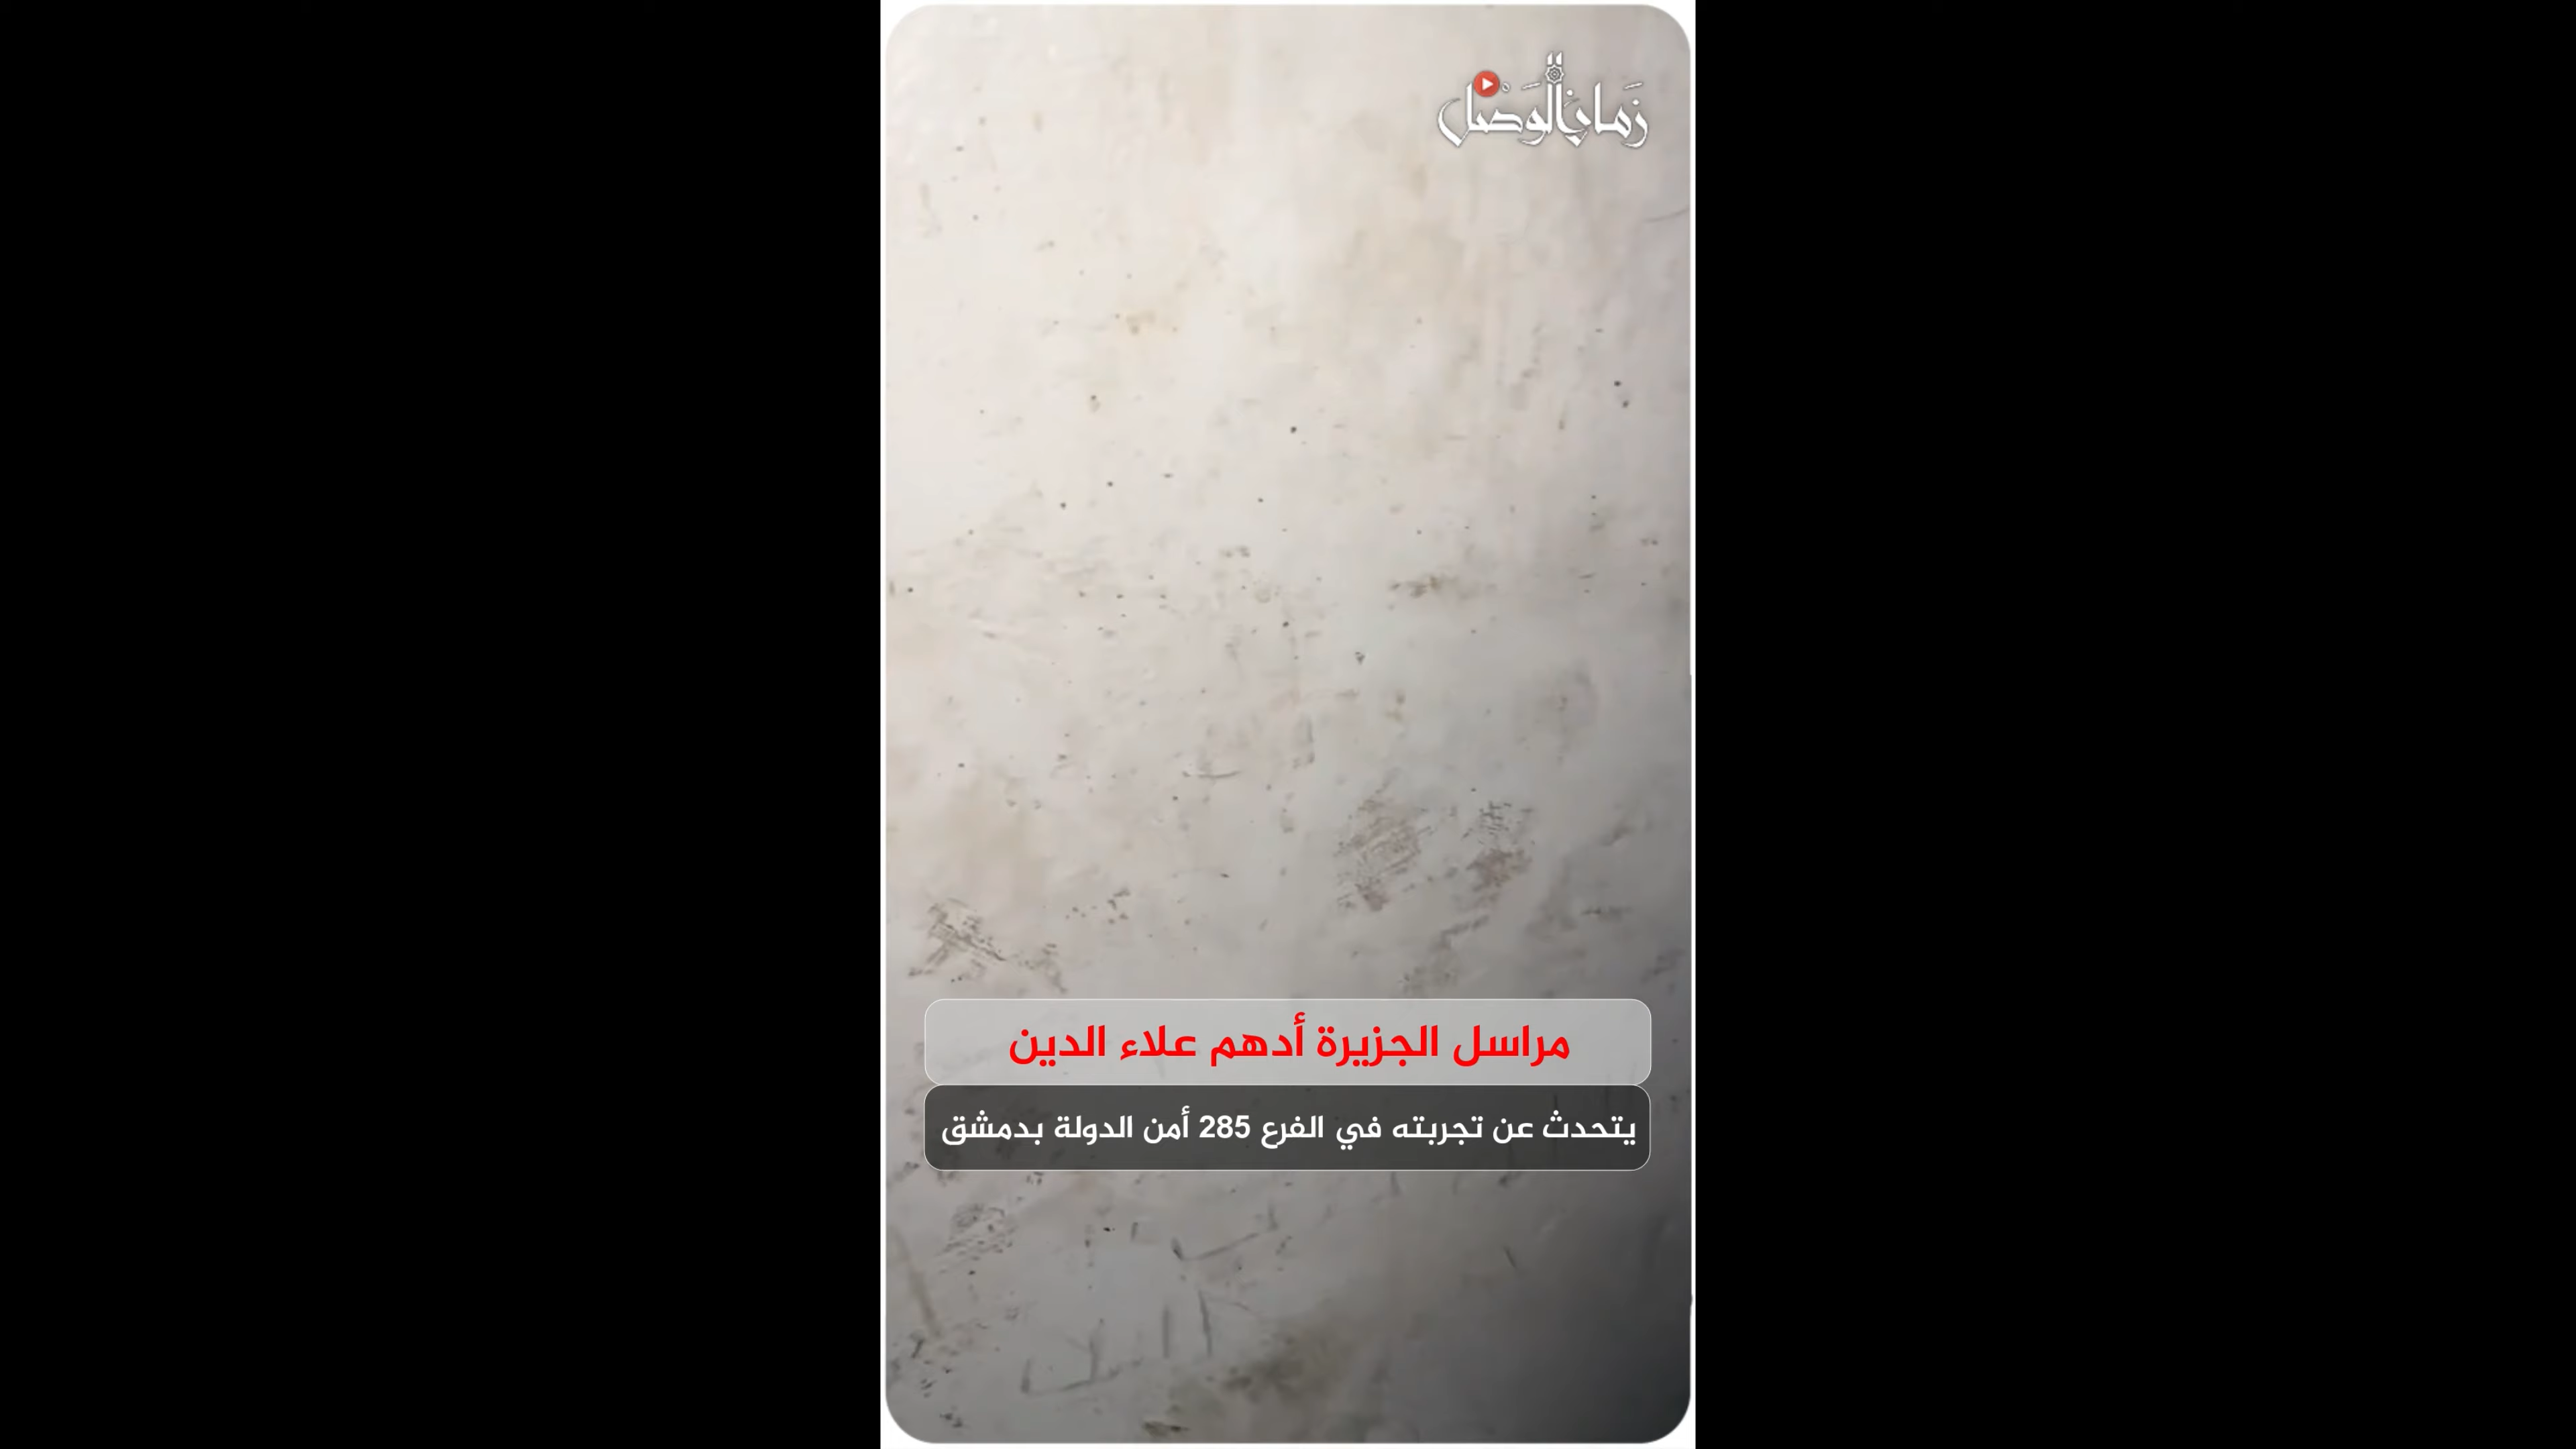 زمان الوصل
مراسل الجزيرة أدهم علاء الدين
يتحدث عن تجربته في الفرع 285 أمن الدولة بدمشق